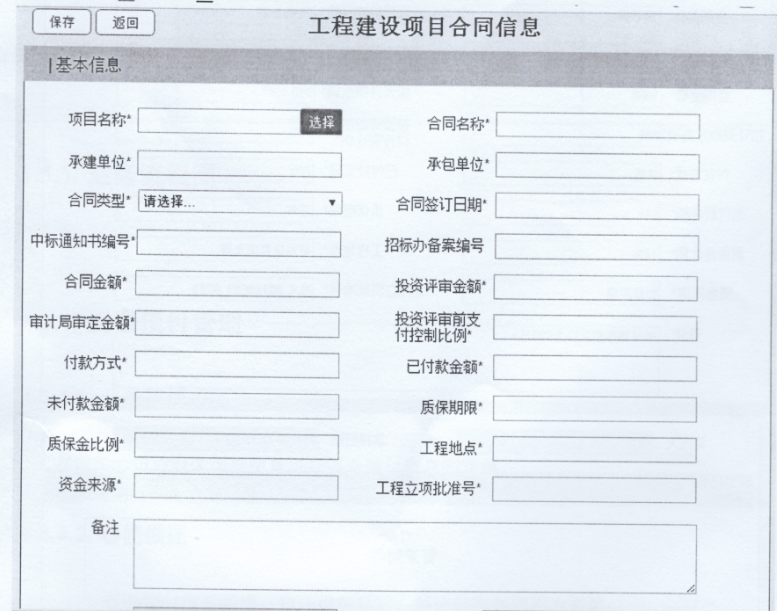 保存 返回 工程建设项目合同信息
|基本信息
项目名称* 选择 合同名称*
承建单位* 承包单位*
合同类型* 请选择... 合同签订日期*
中标通知书编号* 招标办备案编号
合同金额* 投资评审金额*
审计局审定金额* 投资评审前支
付控制比例*
付款方式* 已付款金额*
未付款金额* 质保期限*
质保金比例* 工程地点*
资金来源* 工程立项批准号*
备注